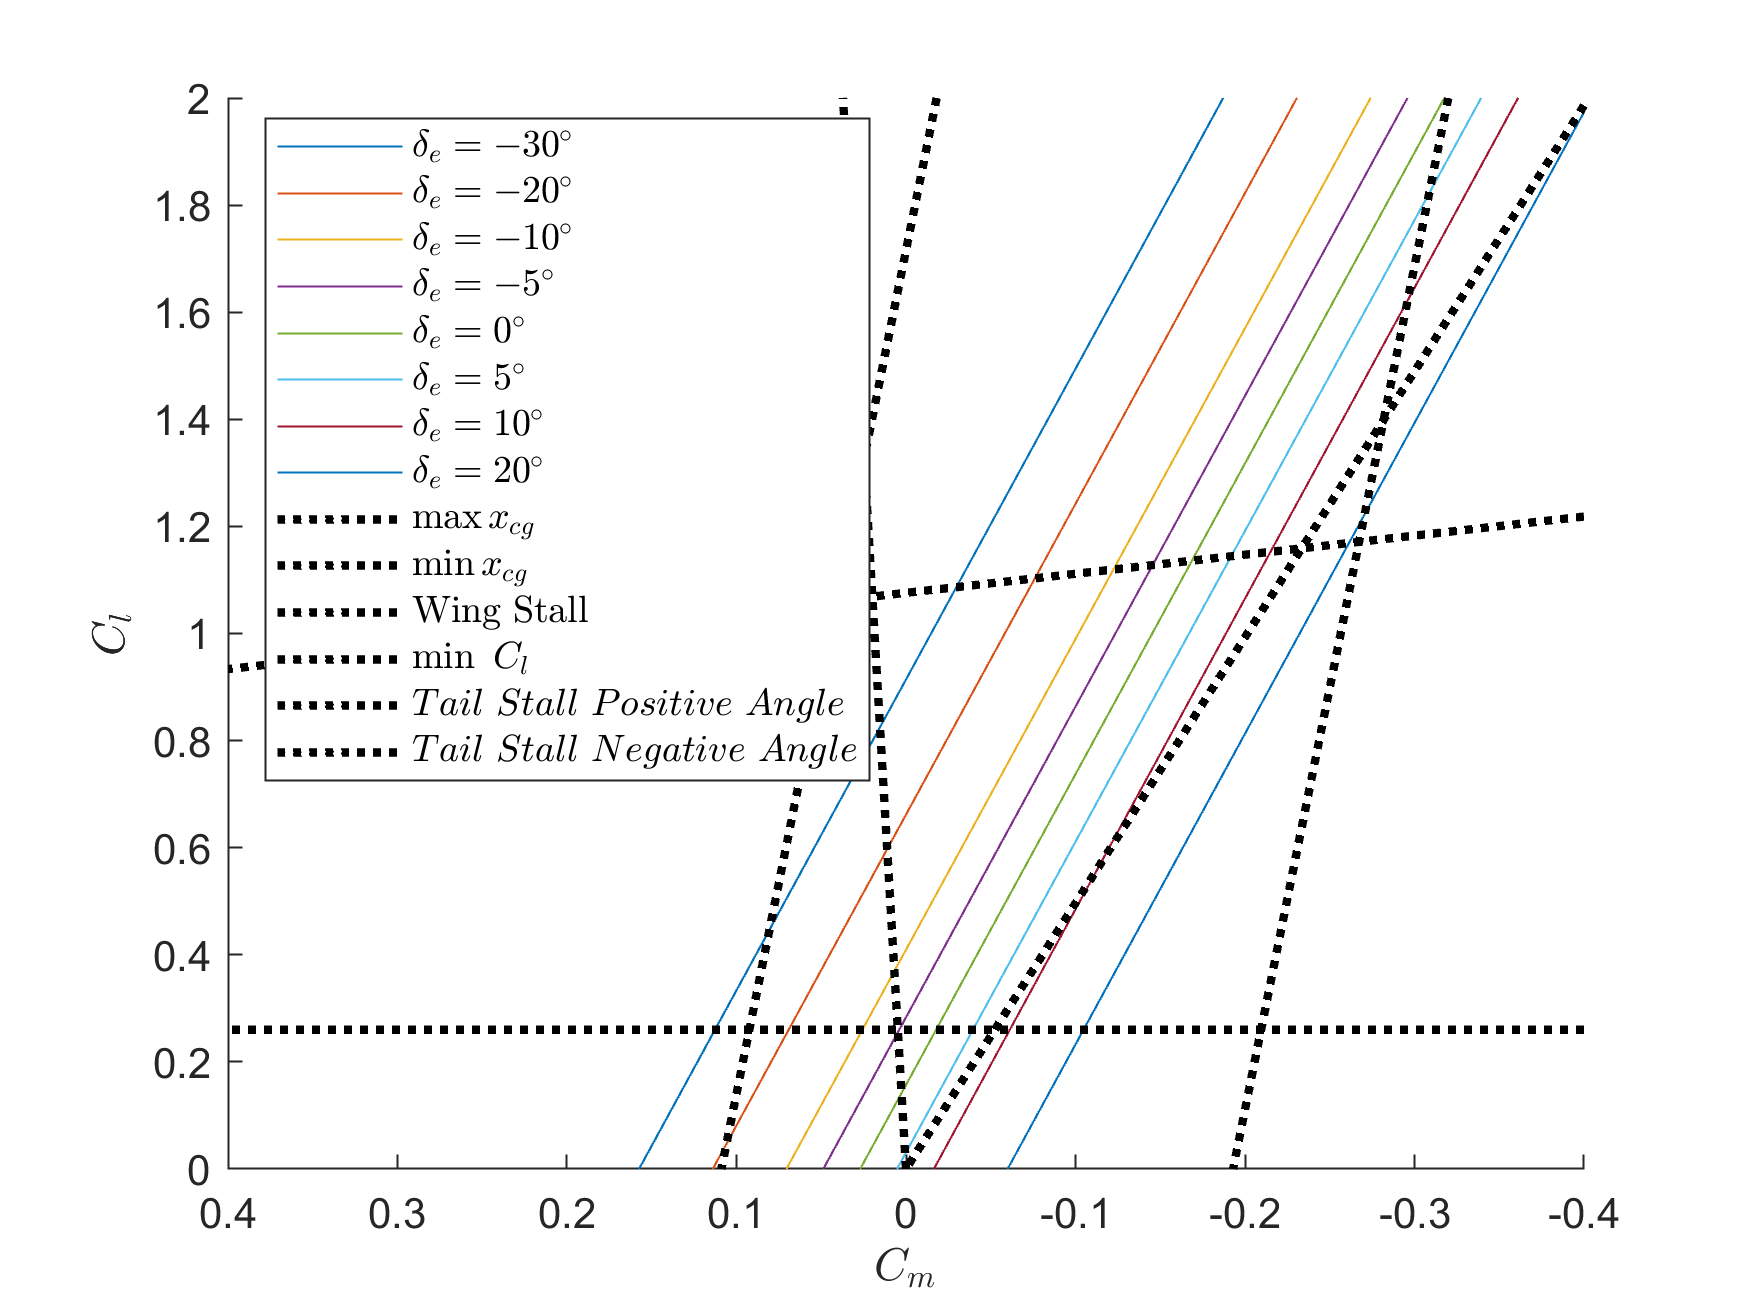 2
1.8
1.6
1.4
1.2
1
0.8
0.6
0.4
0.2
0
C_l
δ_e = −30°
δ_e = −20°
δ_e = −10°
δ_e = −5°
δ_e = 0°
δ_e = 5°
δ_e = 10°
δ_e = 20°
max x_cg
min x_cg
Wing Stall
min C_l
Tail Stall Positive Angle
Tail Stall Negative Angle
0.4 0.3 0.2 0.1 0 -0.1 -0.2 -0.3 -0.4
C_m